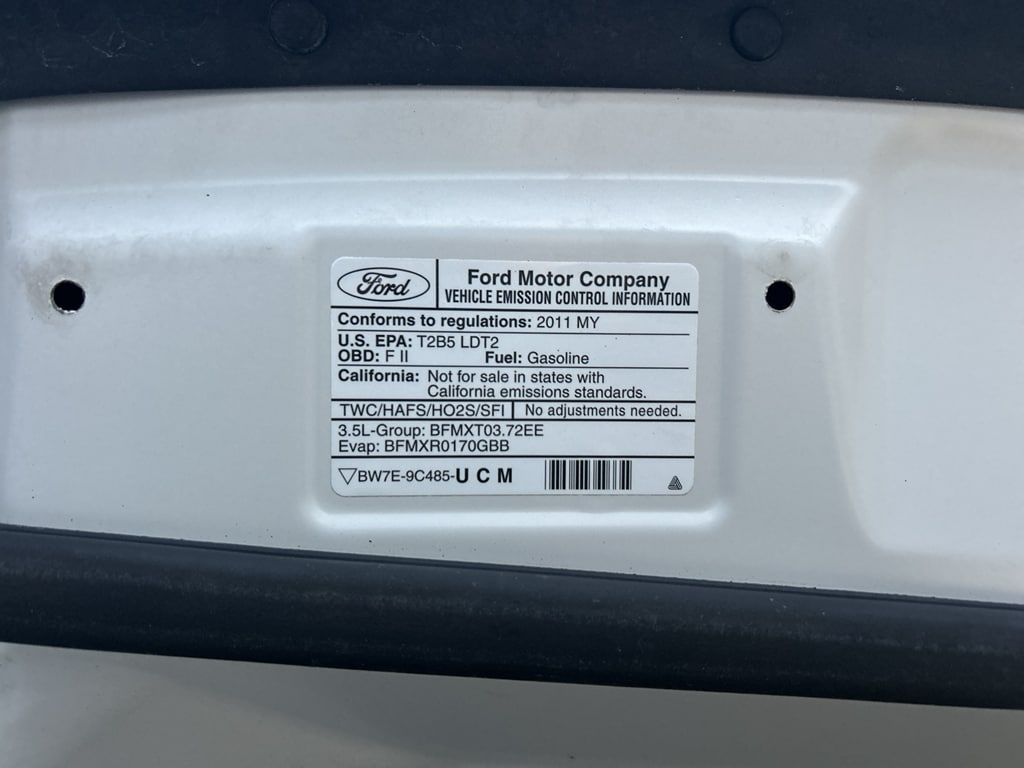 Ford
Ford Motor Company
VEHICLE EMISSION CONTROL INFORMATION
Conforms to regulations: 2011 MY
U.S. EPA: T2B5 LDT2
OBD: F II Fuel: Gasoline
California: Not for sale in states with
California emissions standards.
TWC/HAFS/HO2S/SFI No adjustments needed.
3.5L-Group: BFMXT03.72EE
Evap: BFMXR0170GBB
BW7E-9C485-U C M